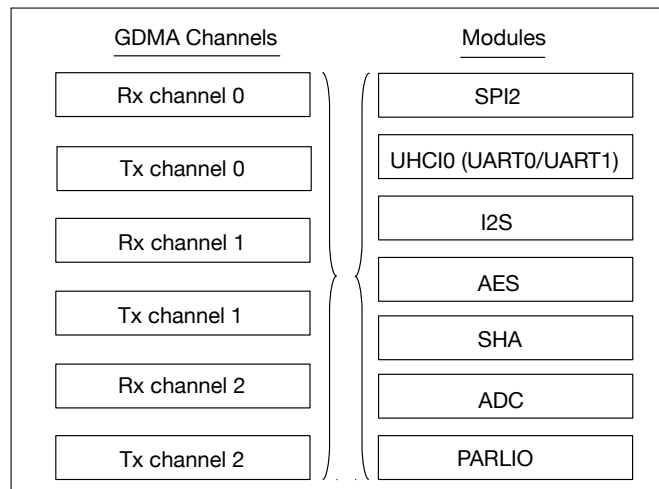 GDMA Channels
Rx channel 0
Tx channel 0
Rx channel 1
Tx channel 1
Rx channel 2
Tx channel 2
Modules
SPI2
UHCI0 (UART0/UART1)
I2S
AES
SHA
ADC
PARLIO